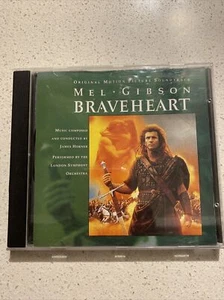 Original Motion Picture Soundtrack
MEL · GIBSON
BRAVEHEART
Music composed
and conducted by
James Horner
Performed by the
London Symphony
Orchestra